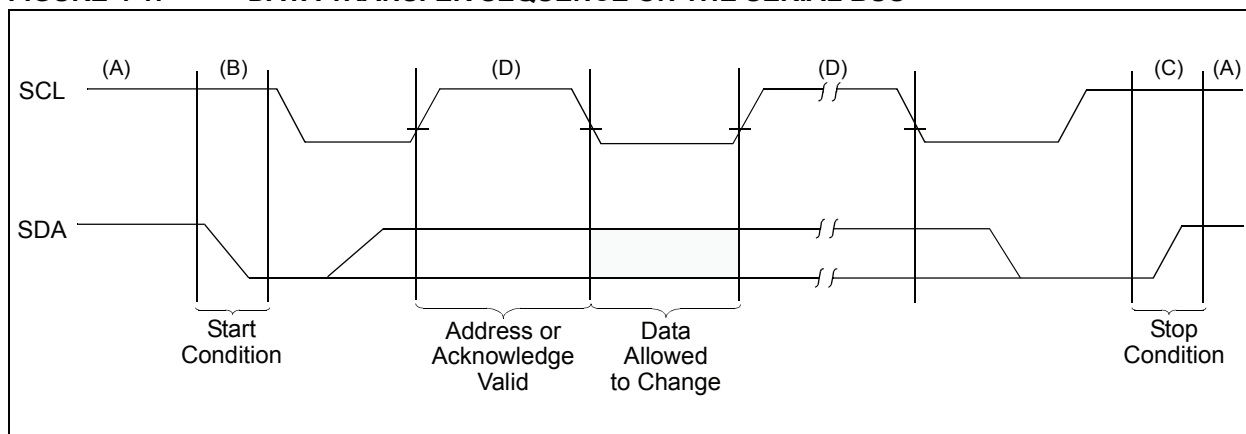 (A) (B) (D) (D) (C) (A)
SCL
SDA
Start
Condition
Address or
Acknowledge
Valid
Data
Allowed
to Change
Stop
Condition